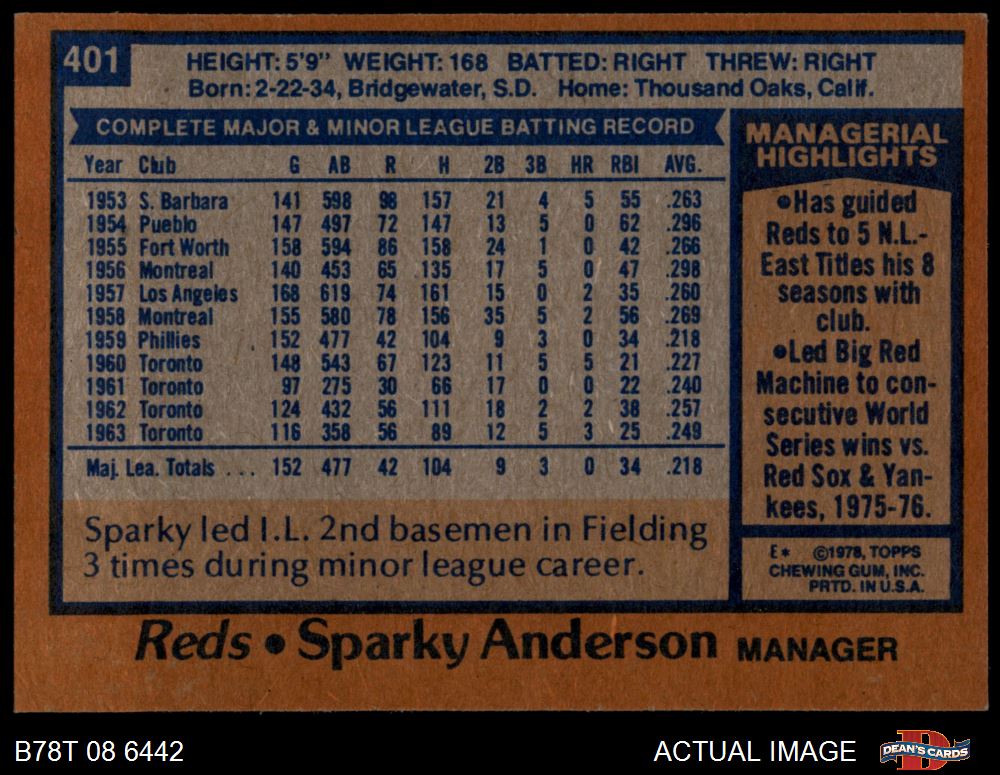 401
HEIGHT: 5'9" WEIGHT: 168 BATTED: RIGHT THREW: RIGHT
Born: 2-22-34, Bridgewater, S.D. Home: Thousand Oaks, Calif.
COMPLETE MAJOR & MINOR LEAGUE BATTING RECORD
Year Club G AB R H 2B 3B HR RBI AVG.
1953 S. Barbara 141 598 98 157 21 4 5 55 .263
1954 Pueblo 147 497 72 147 13 5 0 62 .296
1955 Fort Worth 158 594 86 158 24 1 0 42 .266
1956 Montreal 140 453 65 135 17 5 0 47 .298
1957 Los Angeles 168 619 74 161 15 0 2 35 .260
1958 Montreal 155 580 78 156 35 5 2 56 .269
1959 Phillies 152 477 42 104 9 3 0 34 .218
1960 Toronto 148 543 67 123 11 5 5 21 .227
1961 Toronto 97 275 30 66 17 0 0 22 .240
1962 Toronto 124 432 56 111 18 2 2 38 .257
1963 Toronto 116 358 56 89 12 5 3 25 .249
Maj. Lea. Totals ... 152 477 42 104 9 3 0 34 .218
Sparky led I.L. 2nd basemen in Fielding
3 times during minor league career.
MANAGERIAL
HIGHLIGHTS
•Has guided
Reds to 5 N.L.-
East Titles his 8
seasons with
club.
•Led Big Red
Machine to con-
secutive World
Series wins vs.
Red Sox & Yan-
kees, 1975-76.
E* ©1978, TOPPS
CHEWING GUM, INC.
PRTD. IN U.S.A.
Reds • Sparky Anderson MANAGER
B78T 08 6442
ACTUAL IMAGE
D
DEAN'S CARDS